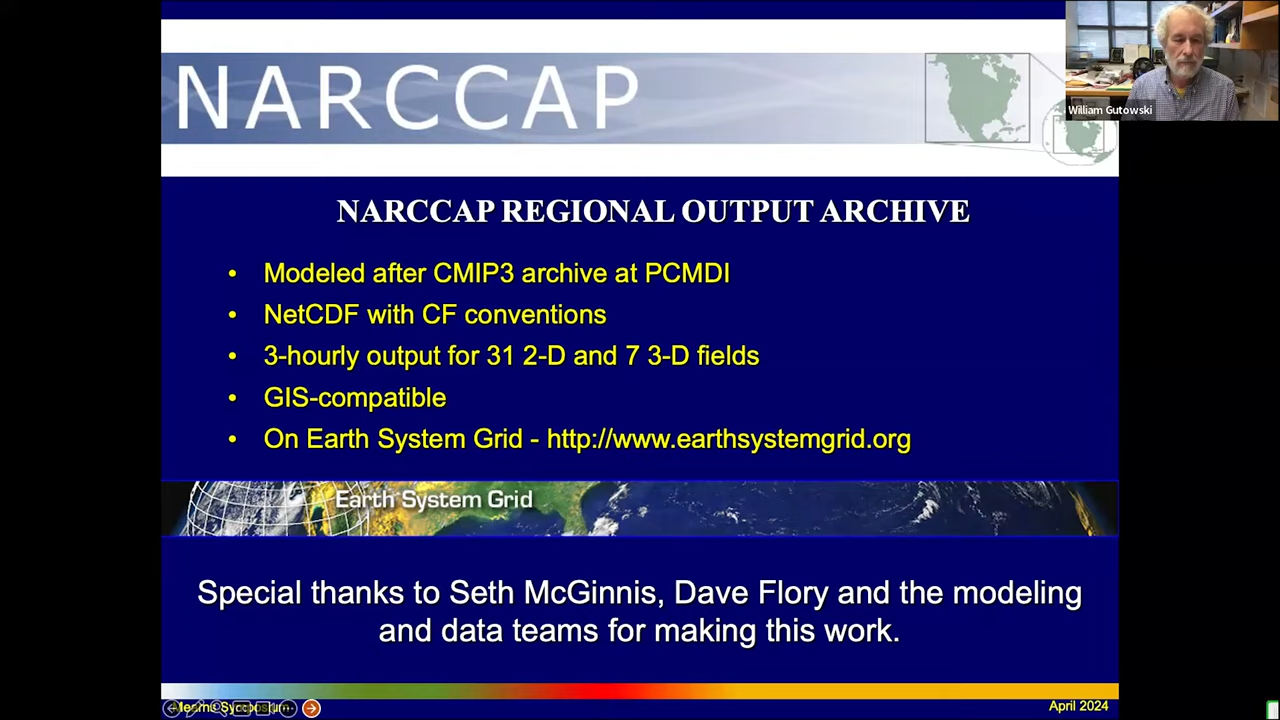 NARCCAP
William Gutowski
NARCCAP REGIONAL OUTPUT ARCHIVE
• Modeled after CMIP3 archive at PCMDI
• NetCDF with CF conventions
• 3-hourly output for 31 2-D and 7 3-D fields
• GIS-compatible
• On Earth System Grid - http://www.earthsystemgrid.org
Earth System Grid
Special thanks to Seth McGinnis, Dave Flory and the modeling
and data teams for making this work.
Mearns Symposium
April 2024